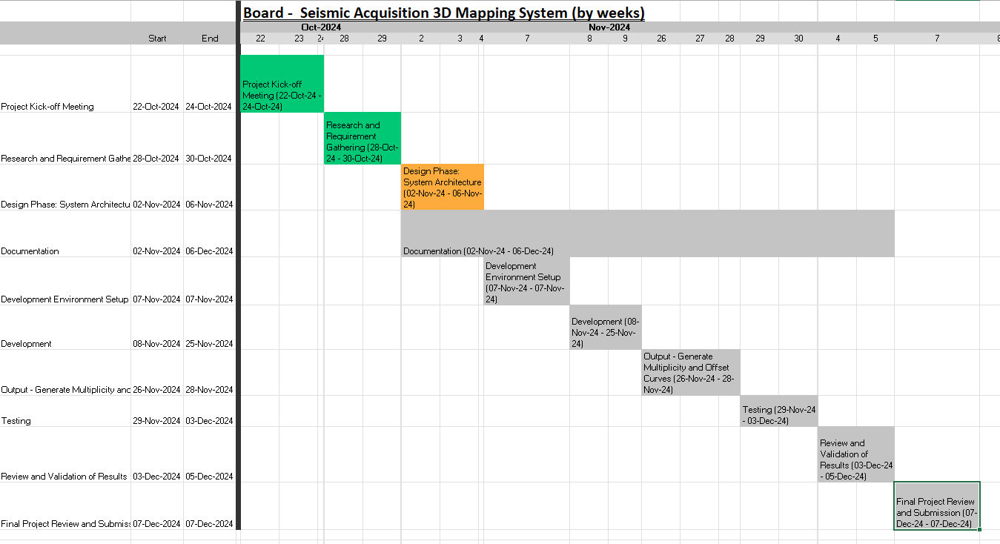 Board -  Seismic Acquisition 3D Mapping System (by weeks)
Oct-2024 Nov-2024
Start End 22 23 24 28 29 2 3 4 7 8 9 26 27 28 29 30 4 5 7 8
Project Kick-off Meeting 22-Oct-2024 24-Oct-2024
Project Kick-off
Meeting (22-Oct-24 -
24-Oct-24)
Research and Requirement Gathe 28-Oct-2024 30-Oct-2024
Research and
Requirement
Gathering (28-Oct-
24 - 30-Oct-24)
Design Phase: System Architectu 02-Nov-2024 06-Nov-2024
Design Phase:
System Architecture
(02-Nov-24 - 06-Nov-
24)
Documentation 02-Nov-2024 06-Dec-2024
Documentation (02-Nov-24 - 06-Dec-24)
Development Environment Setup 07-Nov-2024 07-Nov-2024
Development
Environment Setup
(07-Nov-24 - 07-Nov-
24)
Development 08-Nov-2024 25-Nov-2024
Development (08-
Nov-24 - 25-Nov-
24)
Output - Generate Multiplicity and 26-Nov-2024 28-Nov-2024
Output - Generate
Multiplicity and Offset
Curves (26-Nov-24 - 28-
Nov-24)
Testing 29-Nov-2024 03-Dec-2024
Testing (29-Nov-24
- 03-Dec-24)
Review and Validation of Results 03-Dec-2024 05-Dec-2024
Review and
Validation of
Results (03-Dec-24
- 05-Dec-24)
Final Project Review and Submiss 07-Dec-2024 07-Dec-2024
Final Project Review
and Submission (07-
Dec-24 - 07-Dec-24)